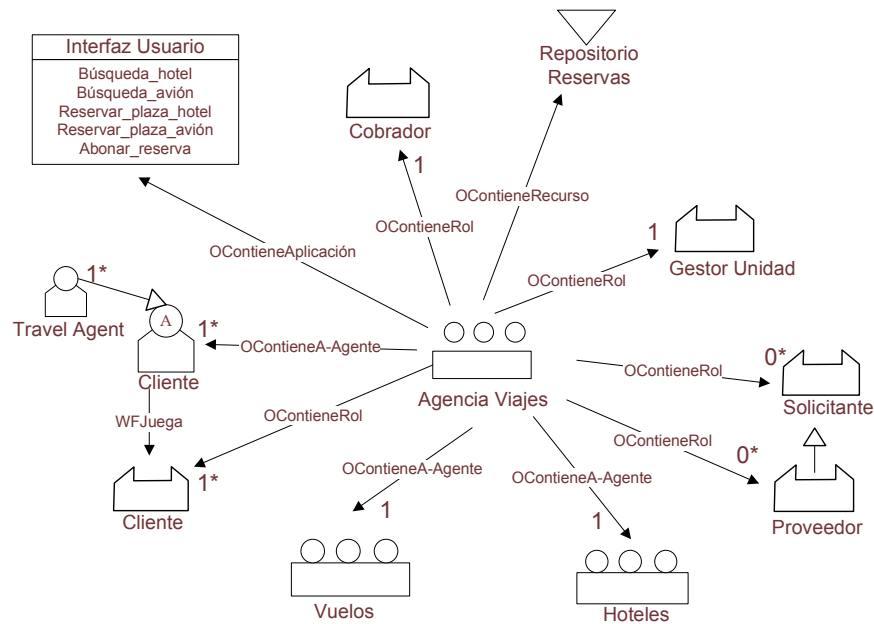 Interfaz Usuario
Búsqueda_hotel
Búsqueda_avión
Reservar_plaza_hotel
Reservar_plaza_avión
Abonar_reserva
Repositorio
Reservas
Cobrador
1
OContieneRecurso
OContieneRol
1
Gestor Unidad
OContieneRol
OContieneAplicación
1*
Travel Agent
A
1*
Cliente
OContieneA-Agente
Agencia Viajes
OContieneRol
0*
Solicitante
WFJuega
OContieneRol
OContieneRol
0*
Proveedor
1*
Cliente
OContieneA-Agente
1
OContieneA-Agente
1
Vuelos
Hoteles